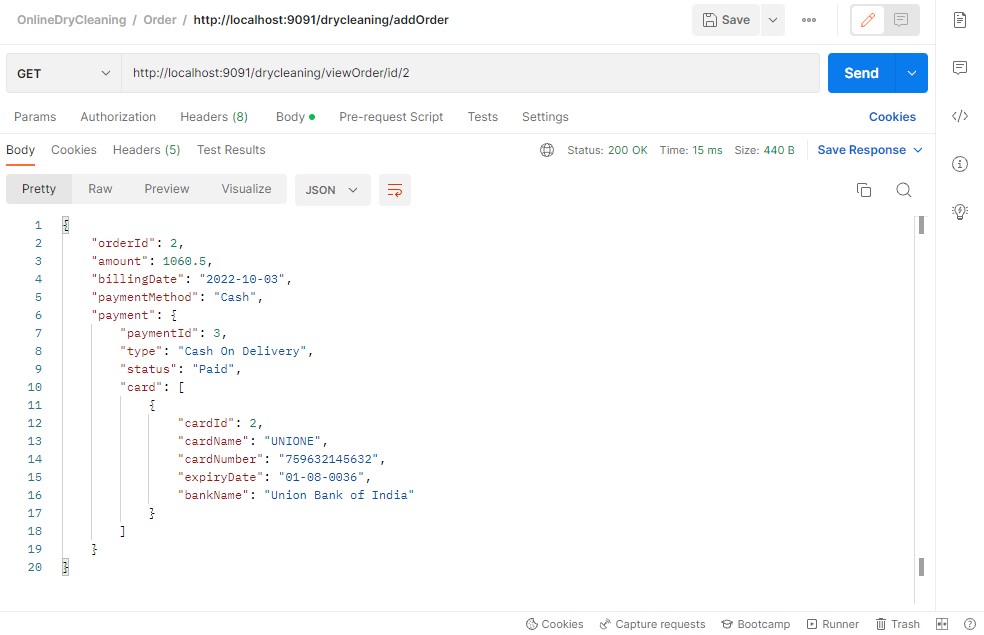 OnlineDryCleaning / Order / http://localhost:9091/drycleaning/addOrder Save
GET http://localhost:9091/drycleaning/viewOrder/id/2 Send
Params Authorization Headers (8) Body Pre-request Script Tests Settings Cookies
Body Cookies Headers (5) Test Results Status: 200 OK Time: 15 ms Size: 440 B Save Response
Pretty Raw Preview Visualize JSON
1 {
2 "orderId": 2,
3 "amount": 1060.5,
4 "billingDate": "2022-10-03",
5 "paymentMethod": "Cash",
6 "payment": {
7 "paymentId": 3,
8 "type": "Cash On Delivery",
9 "status": "Paid",
10 "card": [
11 {
12 "cardId": 2,
13 "cardName": "UNIONE",
14 "cardNumber": "759632145632",
15 "expiryDate": "01-08-0036",
16 "bankName": "Union Bank of India"
17 }
18 ]
19 }
20 }
Cookies Capture requests Bootcamp Runner Trash